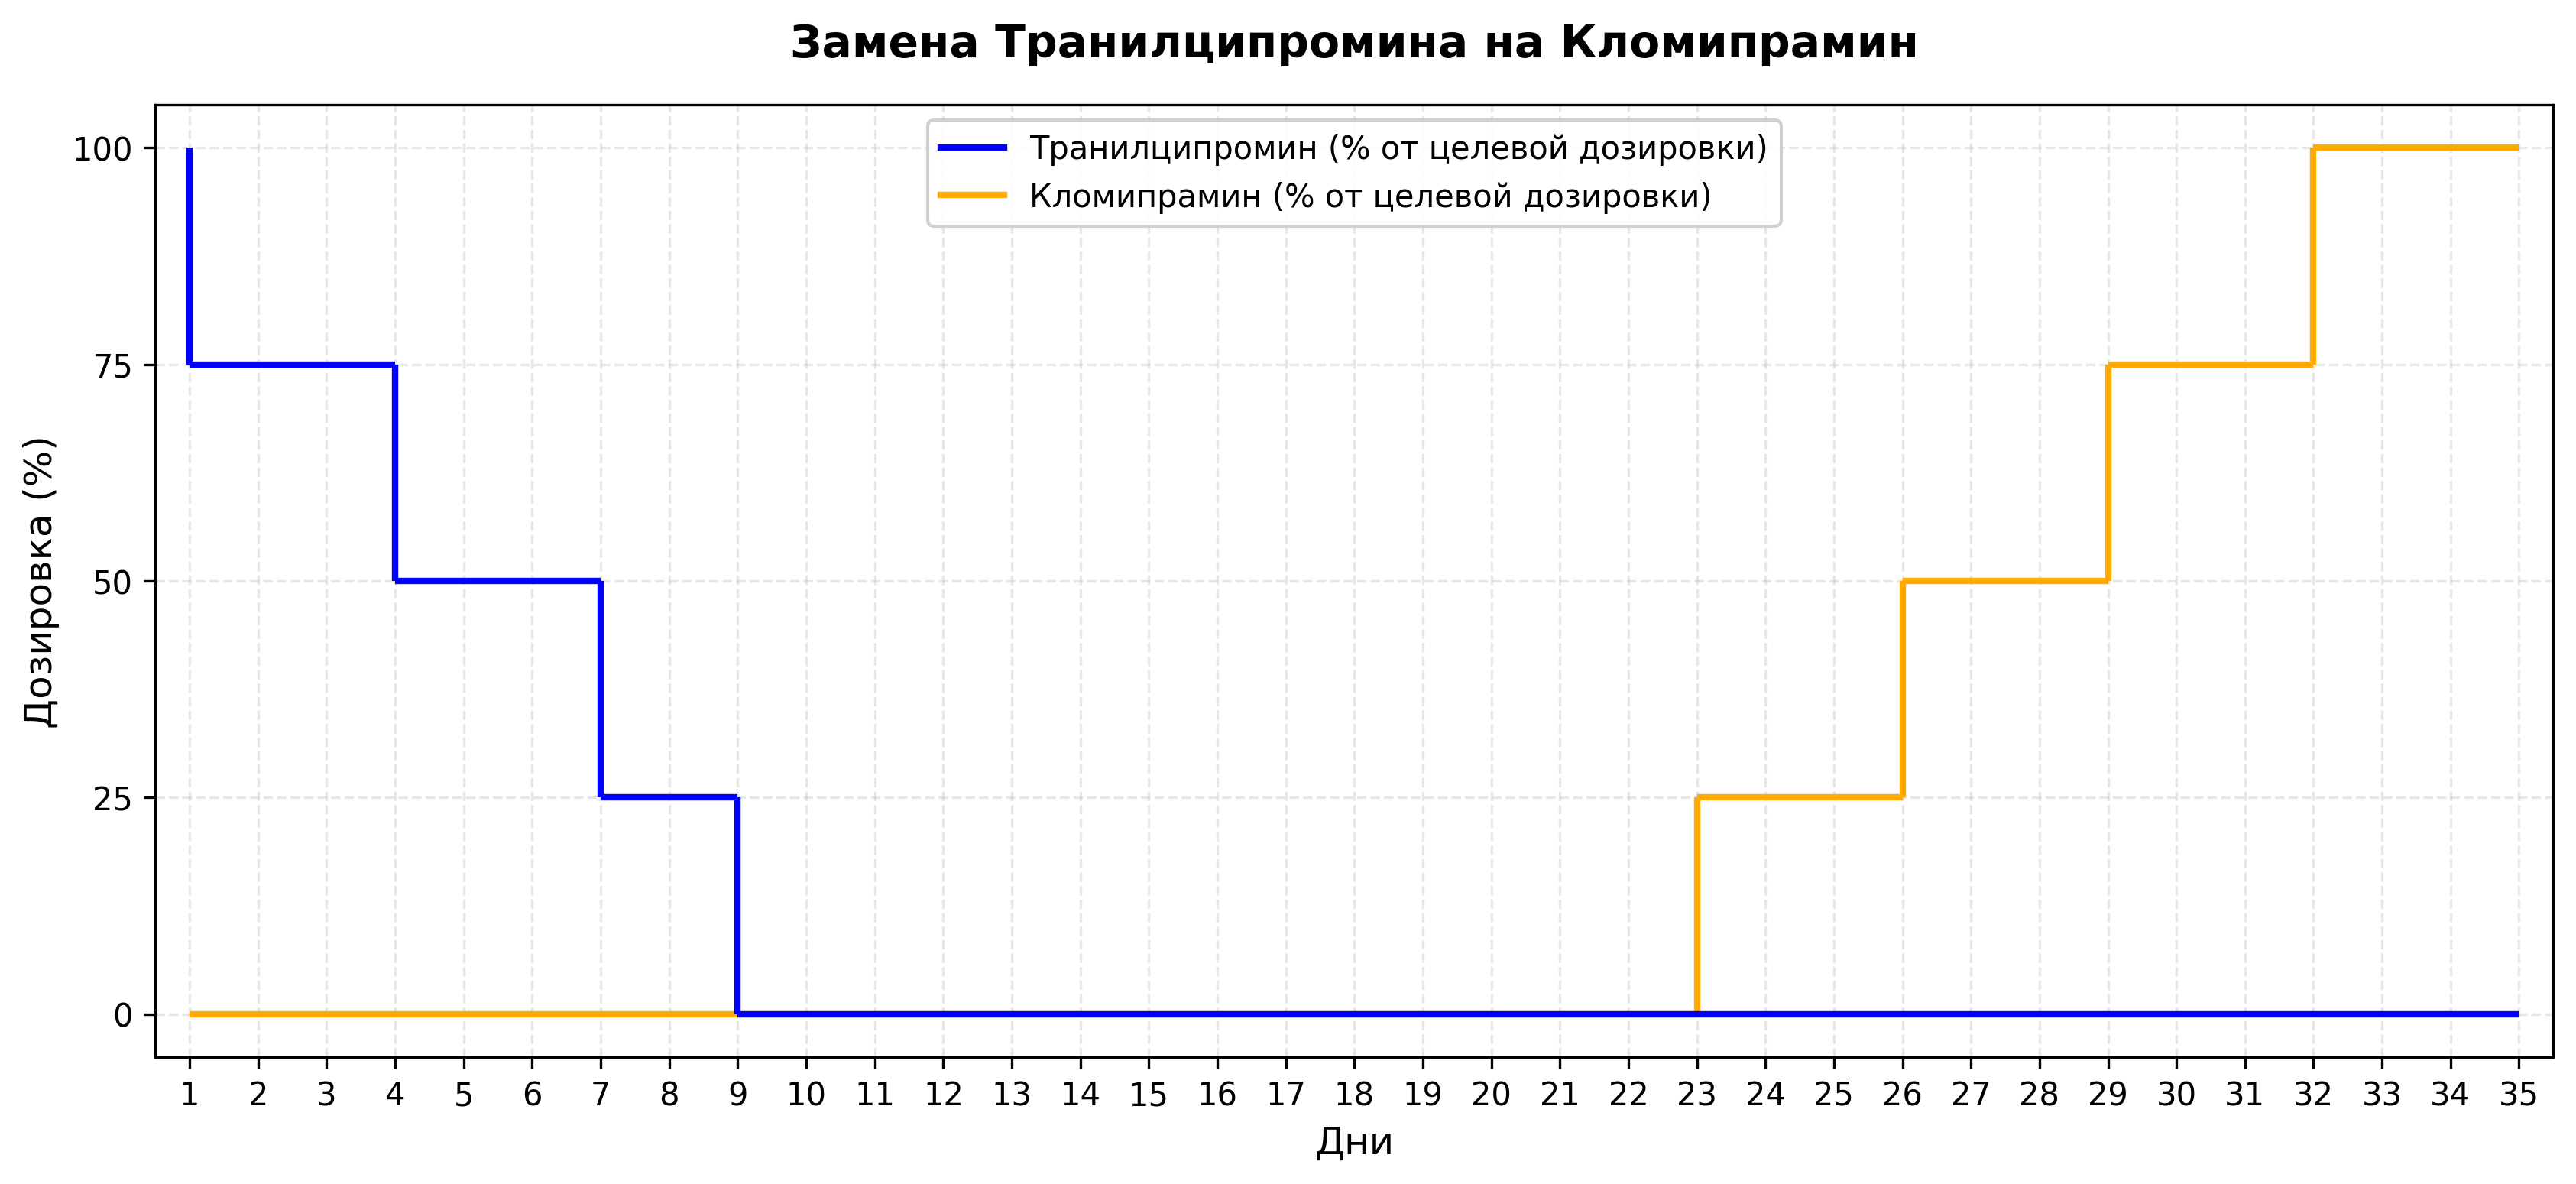 Замена Транилципромина на Кломипрамин
Транилципромин (% от целевой дозировки)
Кломипрамин (% от целевой дозировки)
Дозировка (%)
100
75
50
25
0
1 2 3 4 5 6 7 8 9 10 11 12 13 14 15 16 17 18 19 20 21 22 23 24 25 26 27 28 29 30 31 32 33 34 35
Дни